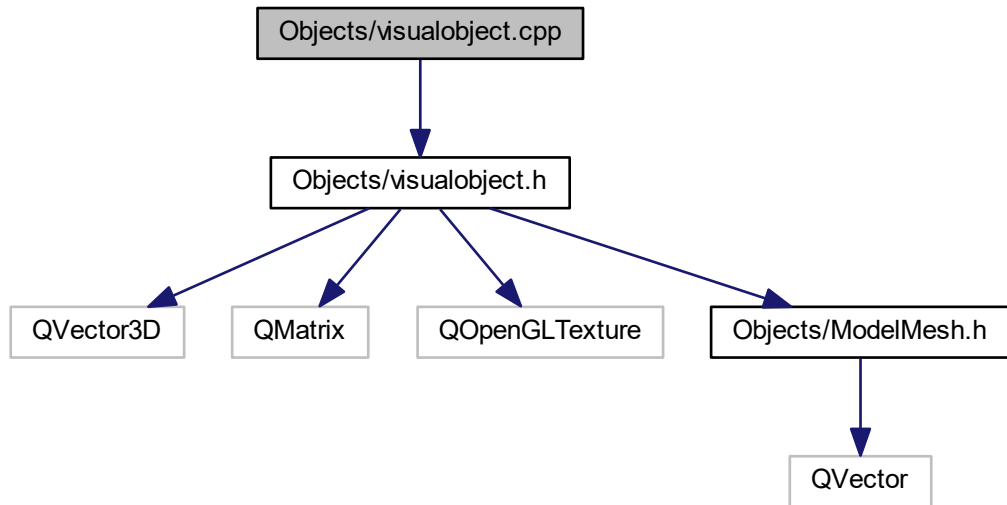 Objects/visualobject.cpp
Objects/visualobject.h
QVector3D
QMatrix
QOpenGLTexture
Objects/ModelMesh.h
QVector